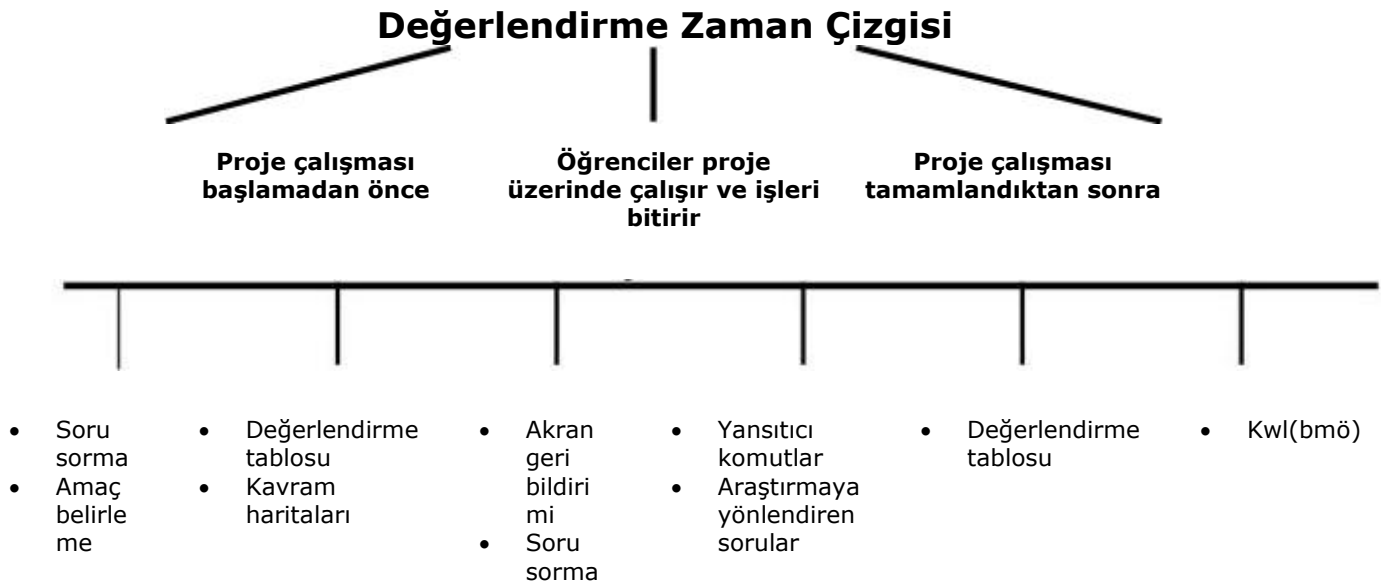 Değerlendirme Zaman Çizgisi
Proje çalışması
başlamadan önce
Öğrenciler proje
üzerinde çalışır ve işleri
bitirir
Proje çalışması
tamamlandıktan sonra
• Soru
sorma
• Amaç
belirle
me
• Değerlendirme
tablosu
• Kavram
haritaları
• Akran
geri
bildiri
mi
• Soru
sorma
• Yansıtıcı
komutlar
• Araştırmaya
yönlendiren
sorular
• Değerlendirme
tablosu
• Kwl(bmö)